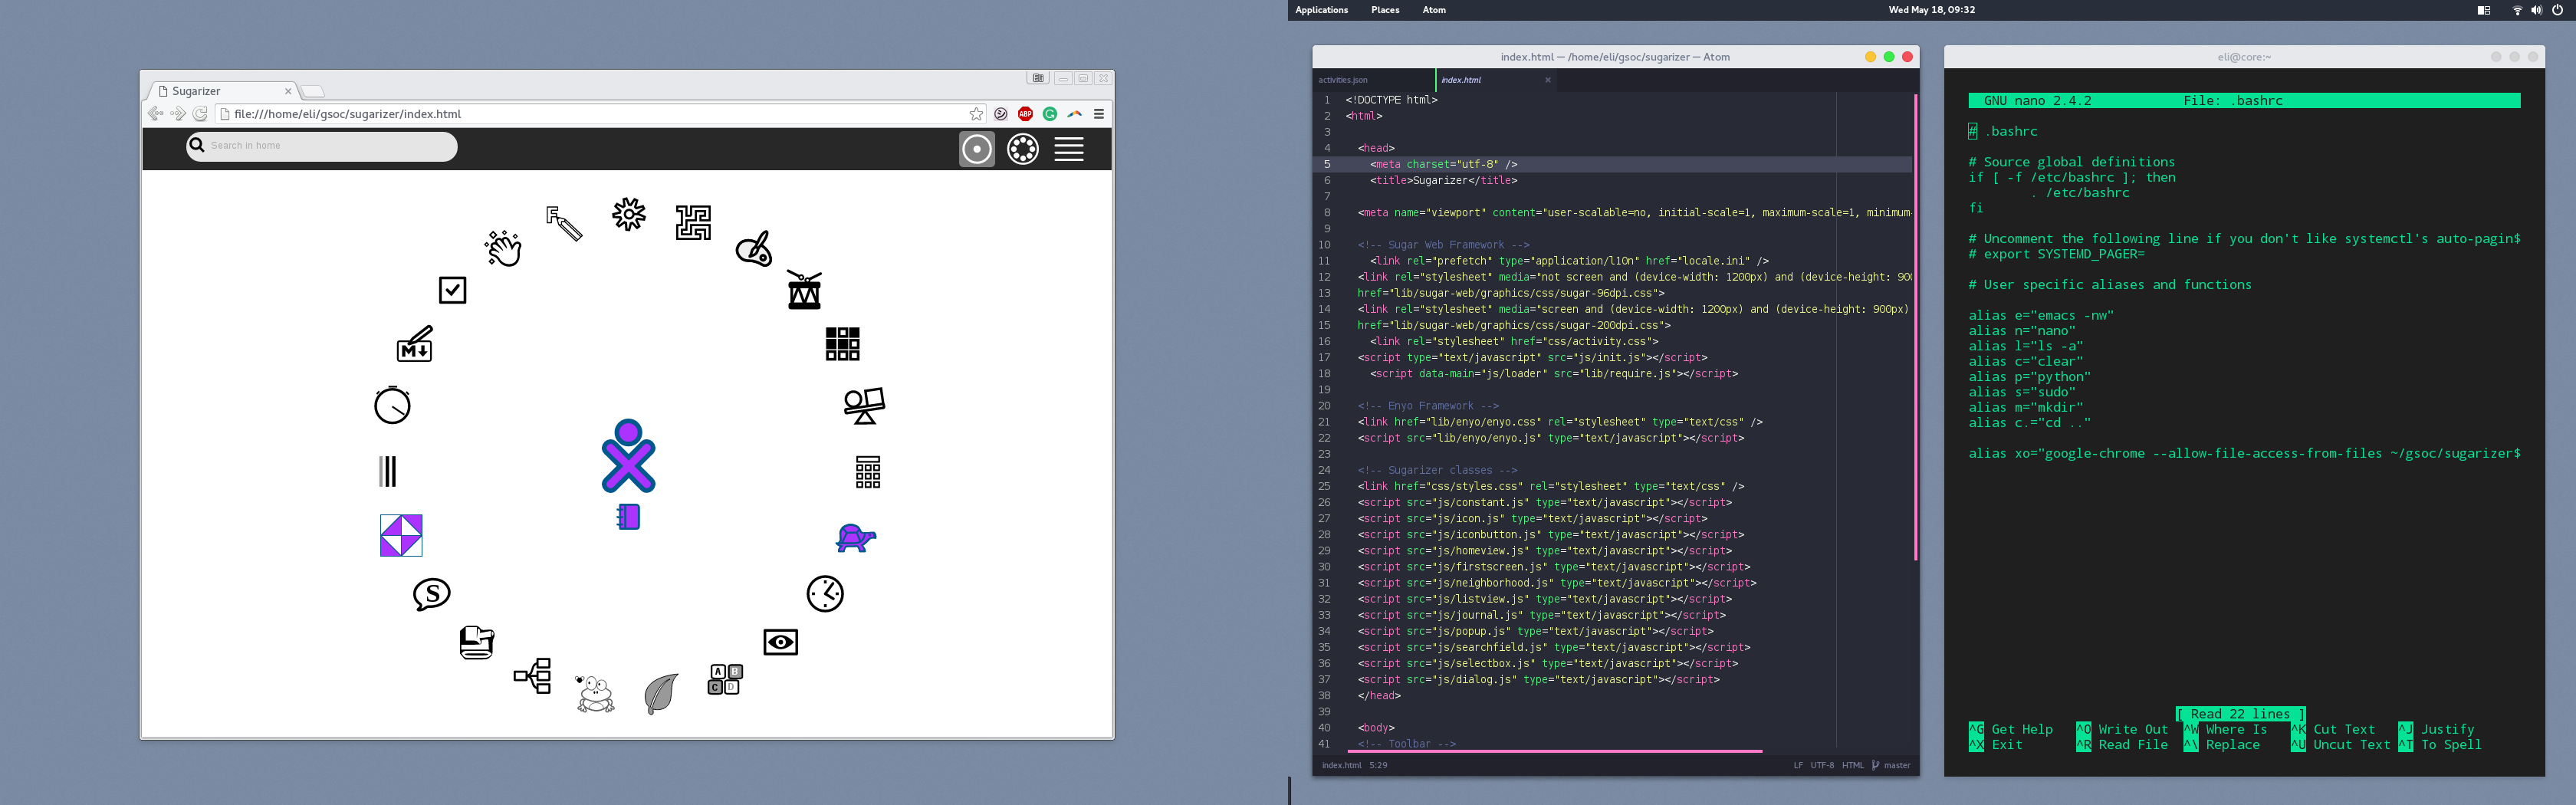 Sugarizer
file:///home/eli/gsoc/sugarizer/index.html
ABP
Search in home
F
M
S
A B
C D
Applications Places Atom Wed May 18, 09:32
index.html — /home/eli/gsoc/sugarizer — Atom
activities.json index.html
1 <!DOCTYPE html>
2 <html>
3
4 <head>
5 <meta charset="utf-8" />
6 <title>Sugarizer</title>
7
8 <meta name="viewport" content="user-scalable=no, initial-scale=1, maximum-scale=1, minimum-
9
10 <!-- Sugar Web Framework -->
11 <link rel="prefetch" type="application/l10n" href="locale.ini" />
12 <link rel="stylesheet" media="not screen and (device-width: 1200px) and (device-height: 900
13 href="lib/sugar-web/graphics/css/sugar-96dpi.css">
14 <link rel="stylesheet" media="screen and (device-width: 1200px) and (device-height: 900px)
15 href="lib/sugar-web/graphics/css/sugar-200dpi.css">
16 <link rel="stylesheet" href="css/activity.css">
17 <script type="text/javascript" src="js/init.js"></script>
18 <script data-main="js/loader" src="lib/require.js"></script>
19
20 <!-- Enyo Framework -->
21 <link href="lib/enyo/enyo.css" rel="stylesheet" type="text/css" />
22 <script src="lib/enyo/enyo.js" type="text/javascript"></script>
23
24 <!-- Sugarizer classes -->
25 <link href="css/styles.css" rel="stylesheet" type="text/css" />
26 <script src="js/constant.js" type="text/javascript"></script>
27 <script src="js/icon.js" type="text/javascript"></script>
28 <script src="js/iconbutton.js" type="text/javascript"></script>
29 <script src="js/homeview.js" type="text/javascript"></script>
30 <script src="js/firstscreen.js" type="text/javascript"></script>
31 <script src="js/neighborhood.js" type="text/javascript"></script>
32 <script src="js/listview.js" type="text/javascript"></script>
33 <script src="js/journal.js" type="text/javascript"></script>
34 <script src="js/popup.js" type="text/javascript"></script>
35 <script src="js/searchfield.js" type="text/javascript"></script>
36 <script src="js/selectbox.js" type="text/javascript"></script>
37 <script src="js/dialog.js" type="text/javascript"></script>
38 </head>
39
40 <body>
41 <!-- Toolbar -->
index.html 5:29 LF UTF-8 HTML master
eli@core:~
GNU nano 2.4.2 File: .bashrc
# .bashrc
# Source global definitions
if [ -f /etc/bashrc ]; then
. /etc/bashrc
fi
# Uncomment the following line if you don't like systemctl's auto-pagin$
# export SYSTEMD_PAGER=
# User specific aliases and functions
alias e="emacs -nw"
alias n="nano"
alias l="ls -a"
alias c="clear"
alias p="python"
alias s="sudo"
alias m="mkdir"
alias c.="cd .."
alias xo="google-chrome --allow-file-access-from-files ~/gsoc/sugarizer$
[ Read 22 lines ]
^G Get Help ^O Write Out ^W Where Is ^K Cut Text ^J Justify
^X Exit ^R Read File ^\ Replace ^U Uncut Text ^T To Spell